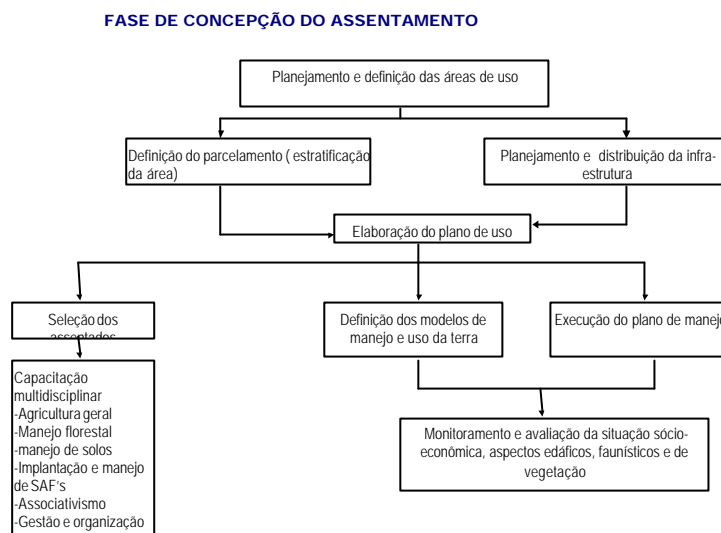 FASE DE CONCEPÇÃO DO ASSENTAMENTO
Planejamento e definição das áreas de uso
Definição do parcelamento ( estratificação
da área)
Planejamento e distribuição da infra-
estrutura
Elaboração do plano de uso
Seleção dos
assentados
Definição dos modelos de
manejo e uso da terra
Execução do plano de manejo
Capacitação
multidisciplinar
-Agricultura geral
-Manejo florestal
-manejo de solos
-Implantação e manejo
de SAF's
-Associativismo
-Gestão e organização
Monitoramento e avaliação da situação sócio-
econômica, aspectos edáficos, faunísticos e de
vegetação